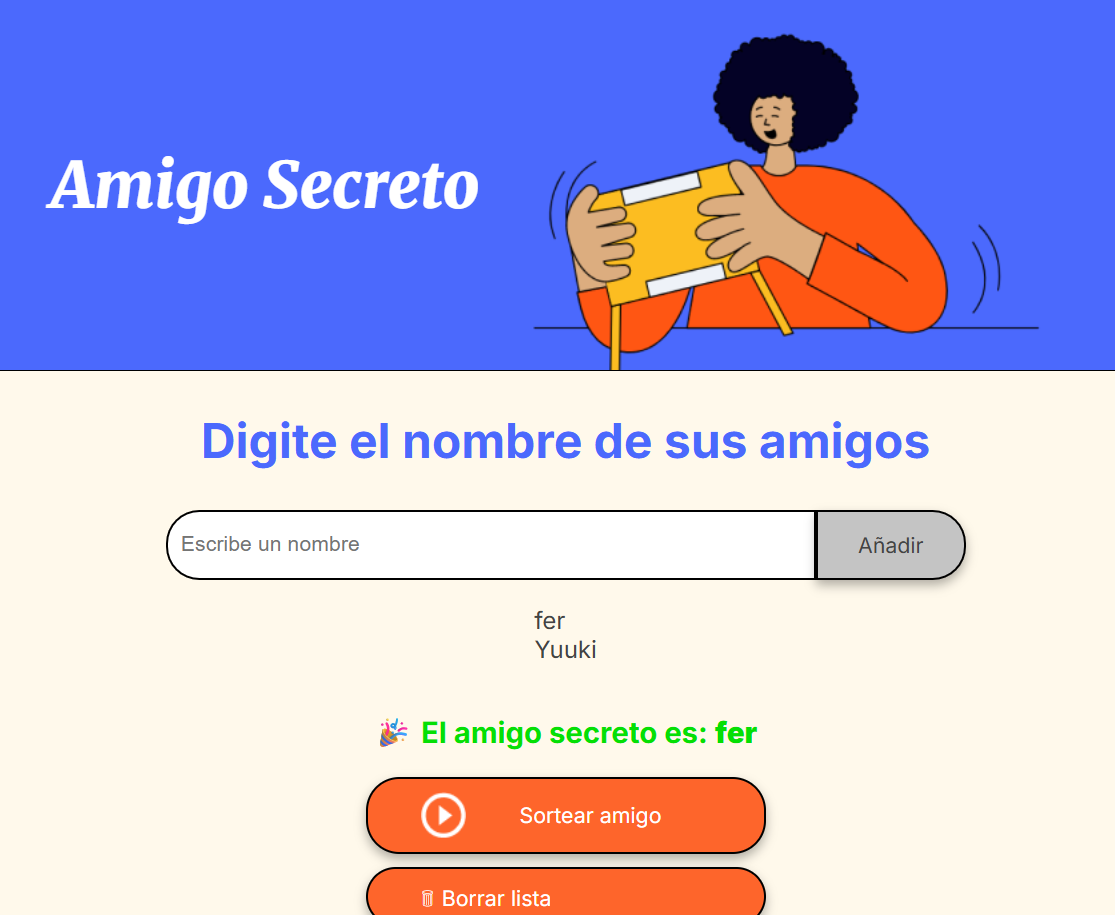 Amigo Secreto
Digite el nombre de sus amigos
Escribe un nombre
Añadir
fer
Yuuki
🎉 El amigo secreto es: fer
Sortear amigo
🗑 Borrar lista